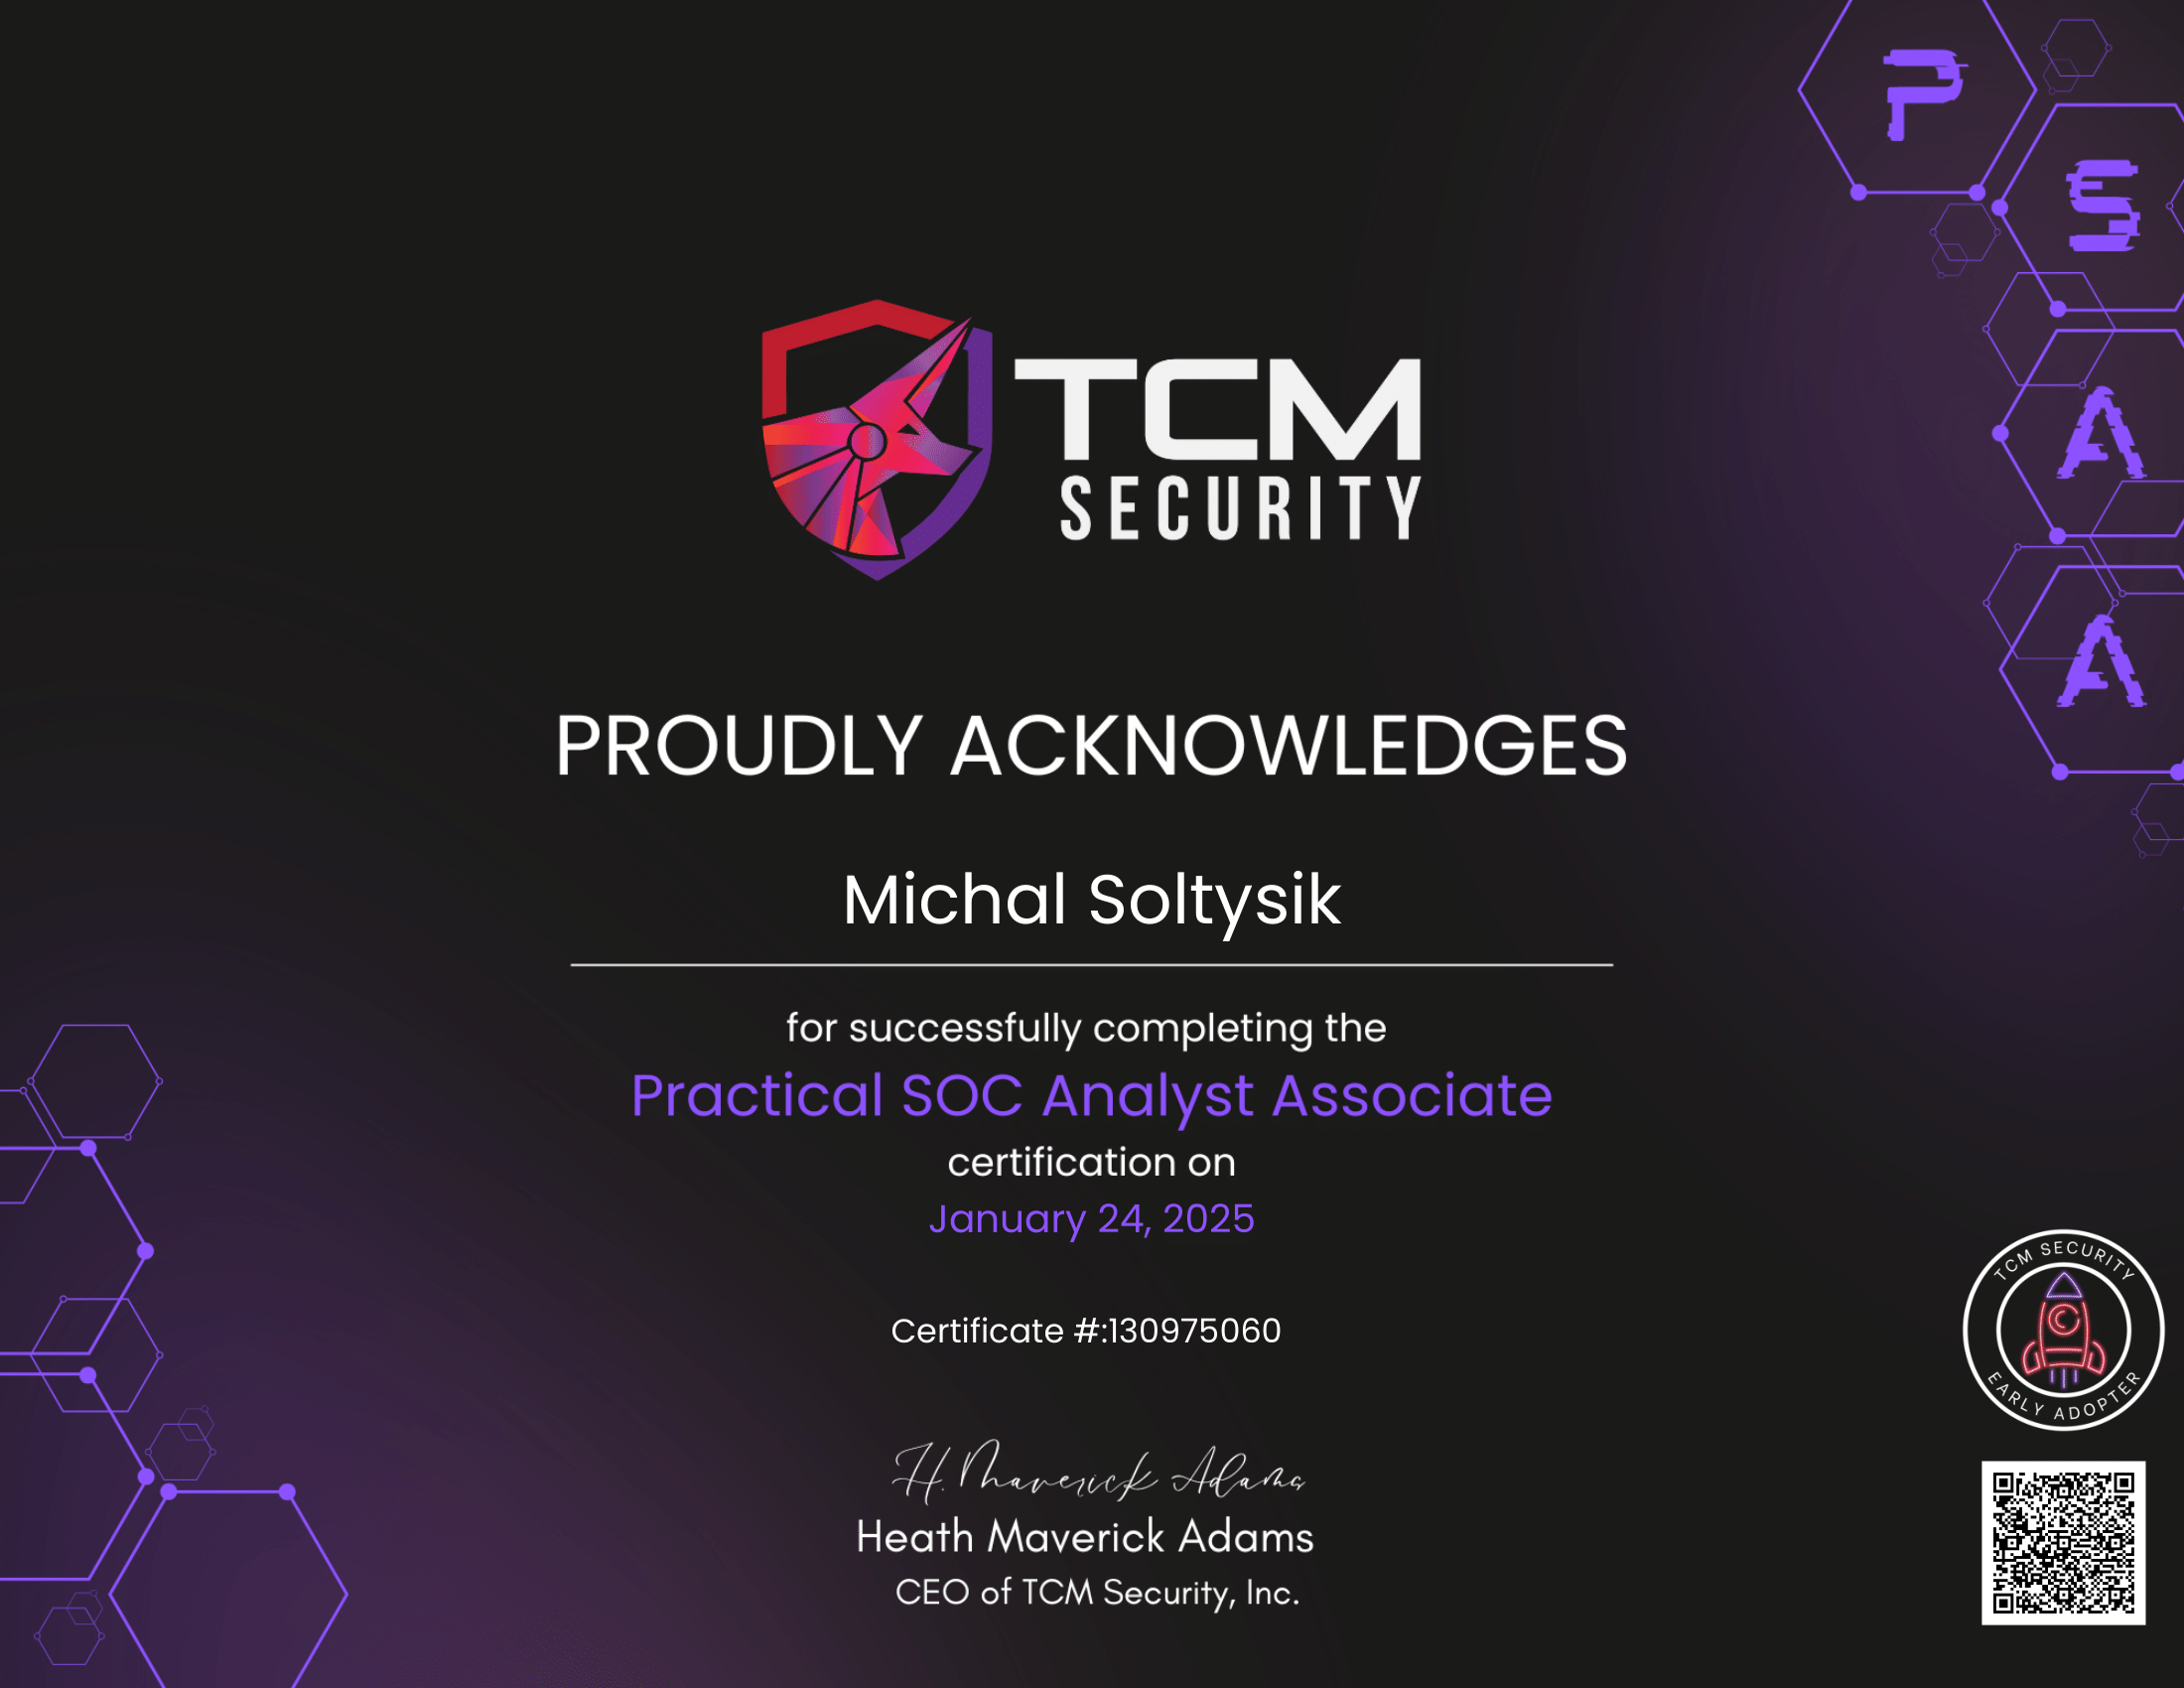 P
S
A
A
TCM
SECURITY
PROUDLY ACKNOWLEDGES
Michal Soltysik
for successfully completing the
Practical SOC Analyst Associate
certification on
January 24, 2025
Certificate #:130975060
TCM SECURITY
EARLY ADOPTER
H. Maverick Adams
Heath Maverick Adams
CEO of TCM Security, Inc.